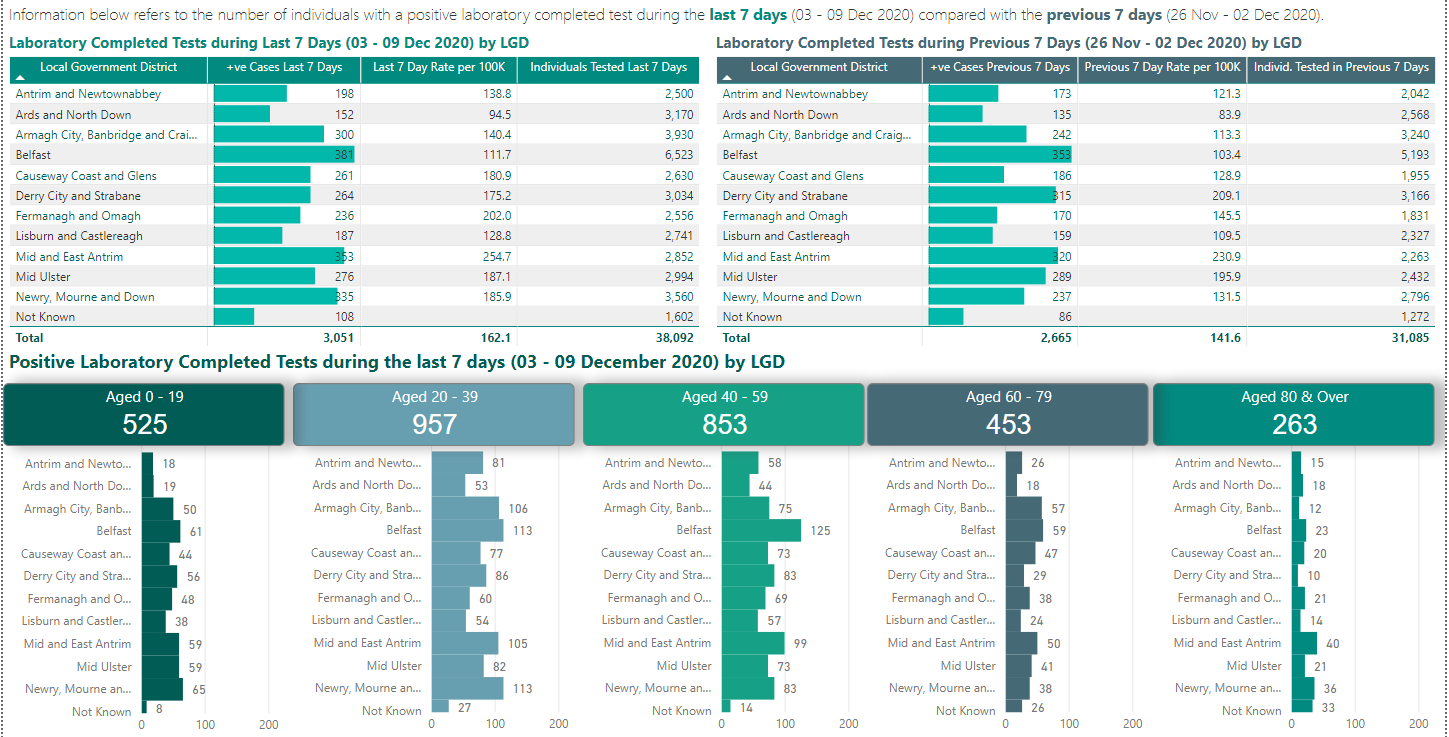 Information below refers to the number of individuals with a positive laboratory completed test during the last 7 days (03 - 09 Dec 2020) compared with the previous 7 days (26 Nov - 02 Dec 2020).
Laboratory Completed Tests during Last 7 Days (03 - 09 Dec 2020) by LGD
Local Government District +ve Cases Last 7 Days Last 7 Day Rate per 100K Individuals Tested Last 7 Days
Antrim and Newtownabbey 198 138.8 2,500
Ards and North Down 152 94.5 3,170
Armagh City, Banbridge and Crai... 300 140.4 3,930
Belfast 381 111.7 6,523
Causeway Coast and Glens 261 180.9 2,630
Derry City and Strabane 264 175.2 3,034
Fermanagh and Omagh 236 202.0 2,556
Lisburn and Castlereagh 187 128.8 2,741
Mid and East Antrim 353 254.7 2,852
Mid Ulster 276 187.1 2,994
Newry, Mourne and Down 335 185.9 3,560
Not Known 108 1,602
Total 3,051 162.1 38,092
Laboratory Completed Tests during Previous 7 Days (26 Nov - 02 Dec 2020) by LGD
Local Government District +ve Cases Previous 7 Days Previous 7 Day Rate per 100K Individ. Tested in Previous 7 Days
Antrim and Newtownabbey 173 121.3 2,042
Ards and North Down 135 83.9 2,568
Armagh City, Banbridge and Craig... 242 113.3 3,240
Belfast 353 103.4 5,193
Causeway Coast and Glens 186 128.9 1,955
Derry City and Strabane 315 209.1 3,166
Fermanagh and Omagh 170 145.5 1,831
Lisburn and Castlereagh 159 109.5 2,327
Mid and East Antrim 320 230.9 2,263
Mid Ulster 289 195.9 2,432
Newry, Mourne and Down 237 131.5 2,796
Not Known 86 1,272
Total 2,665 141.6 31,085
Positive Laboratory Completed Tests during the last 7 days (03 - 09 December 2020) by LGD
Aged 0 - 19
525
Antrim and Newto... 18
Ards and North Do... 19
Armagh City, Banb... 50
Belfast 61
Causeway Coast an... 44
Derry City and Stra... 56
Fermanagh and O... 48
Lisburn and Castler... 38
Mid and East Antrim 59
Mid Ulster 59
Newry, Mourne an... 65
Not Known 8
0 100 200
Aged 20 - 39
957
Antrim and Newto... 81
Ards and North Do... 53
Armagh City, Banb... 106
Belfast 113
Causeway Coast an... 77
Derry City and Stra... 86
Fermanagh and O... 60
Lisburn and Castler... 54
Mid and East Antrim 105
Mid Ulster 82
Newry, Mourne an... 113
Not Known 27
0 100 200
Aged 40 - 59
853
Antrim and Newto... 58
Ards and North Do... 44
Armagh City, Banb... 75
Belfast 125
Causeway Coast an... 73
Derry City and Stra... 83
Fermanagh and O... 69
Lisburn and Castler... 57
Mid and East Antrim 99
Mid Ulster 73
Newry, Mourne an... 83
Not Known 14
0 100 200
Aged 60 - 79
453
Antrim and Newto... 26
Ards and North Do... 18
Armagh City, Banb... 57
Belfast 59
Causeway Coast an... 47
Derry City and Stra... 29
Fermanagh and O... 38
Lisburn and Castler... 24
Mid and East Antrim 50
Mid Ulster 41
Newry, Mourne an... 38
Not Known 26
0 100 200
Aged 80 & Over
263
Antrim and Newto... 15
Ards and North Do... 18
Armagh City, Banb... 12
Belfast 23
Causeway Coast an... 20
Derry City and Stra... 10
Fermanagh and O... 21
Lisburn and Castler... 14
Mid and East Antrim 40
Mid Ulster 21
Newry, Mourne an... 36
Not Known 33
0 100 200